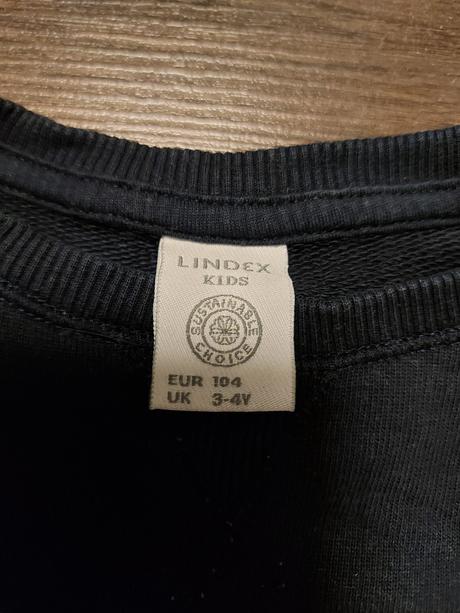 LINDEX
KIDS
SUSTAINABLE
CHOICE
EUR 104
UK 3-4Y